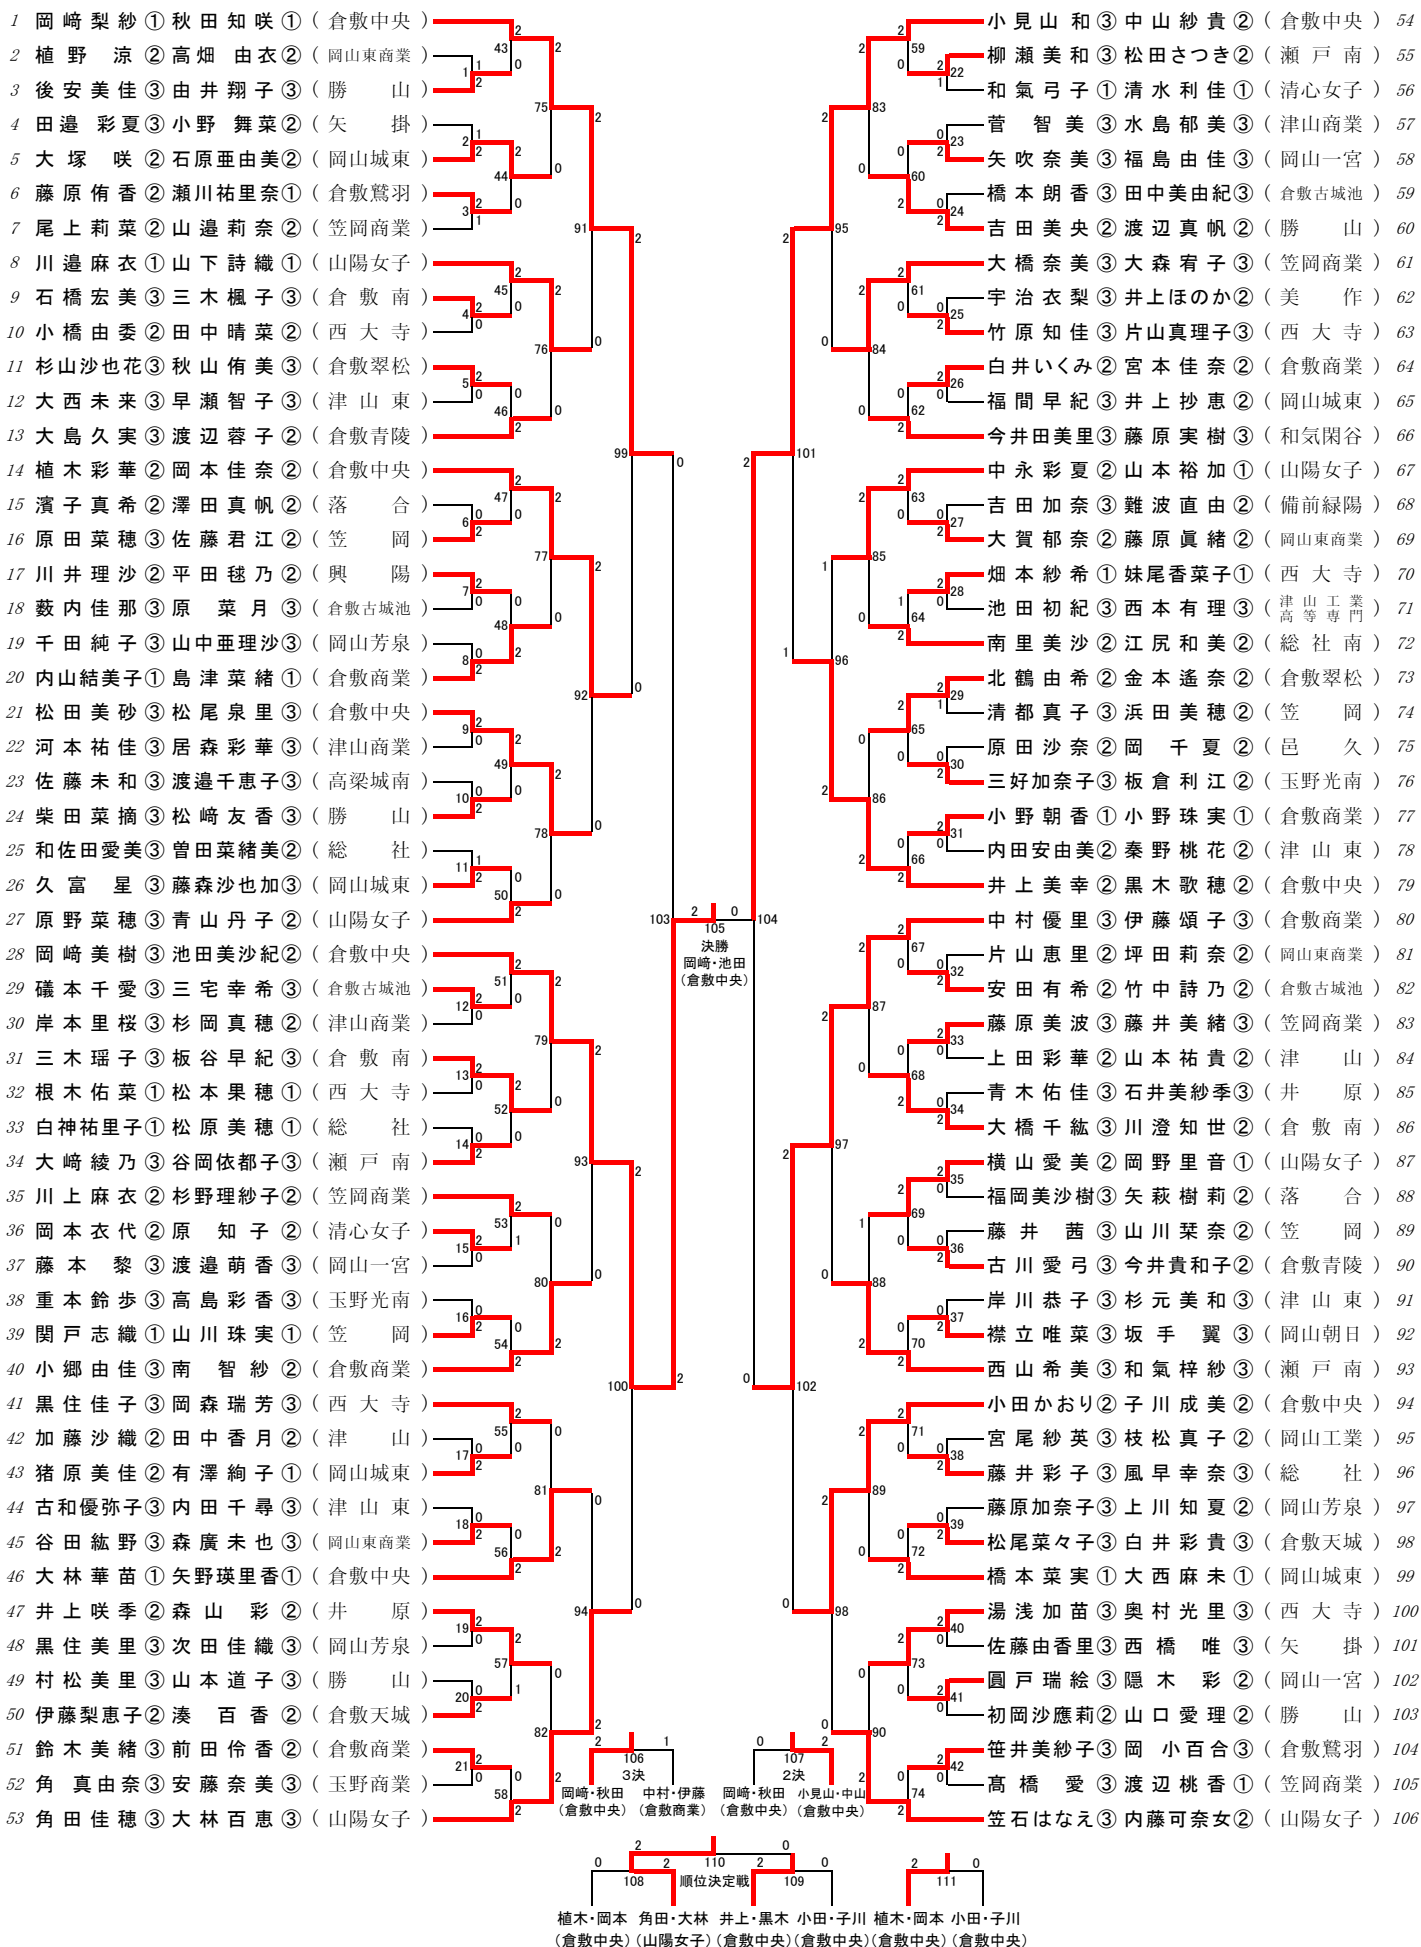 1 岡﨑梨紗① 秋田知咲① (倉敷中央)
2 植野 涼② 高畑由衣② (岡山東商業)
3 後安美佳③ 由井翔子③ (勝山)
4 田邉彩夏③ 小野舞菜② (矢掛)
5 大塚 咲② 石原亜由美② (岡山城東)
6 藤原侑香② 瀬川祐里奈① (倉敷鷲羽)
7 尾上莉菜② 山邉莉奈② (笠岡商業)
8 川邉麻衣① 山下詩織① (山陽女子)
9 石橋宏美③ 三木楓子③ (倉敷南)
10 小橋由委② 田中晴菜② (西大寺)
11 杉山沙也花③ 秋山侑美③ (倉敷翠松)
12 大西未来③ 早瀬智子③ (津山東)
13 大島久実③ 渡辺蓉子② (倉敷青陵)
14 植木彩華② 岡本佳奈② (倉敷中央)
15 濱子真希② 澤田真帆② (落合)
16 原田菜穂③ 佐藤君江② (笠岡)
17 川井理沙② 平田毬乃② (興陽)
18 薮内佳那③ 原 菜月③ (倉敷古城池)
19 千田純子③ 山中亜理沙③ (岡山芳泉)
20 内山結美子① 島津菜緒① (倉敷商業)
21 松田美砂③ 松尾泉里③ (倉敷中央)
22 河本祐佳③ 居森彩華③ (津山商業)
23 佐藤未和③ 渡邉千恵子③ (高梁城南)
24 柴田菜摘③ 松﨑友香③ (勝山)
25 和佐田愛美③ 曽田菜緒美② (総社)
26 久富 星③ 藤森沙也加③ (岡山城東)
27 原野菜穂③ 青山丹子② (山陽女子)
28 岡﨑美樹③ 池田美沙紀② (倉敷中央)
29 礒本千愛③ 三宅幸希③ (倉敷古城池)
30 岸本里桜③ 杉岡真穂② (津山商業)
31 三木瑶子③ 板谷早紀③ (倉敷南)
32 根木佑菜① 松本果穂① (西大寺)
33 白神祐里子① 松原美穂① (総社)
34 大﨑綾乃③ 谷岡依都子③ (瀬戸南)
35 川上麻衣② 杉野理紗子② (笠岡商業)
36 岡本衣代② 原 知子② (清心女子)
37 藤本 黎③ 渡邉萌香③ (岡山一宮)
38 重本鈴歩③ 高島彩香③ (玉野光南)
39 関戸志織① 山川珠実① (笠岡)
40 小郷由佳③ 南 智紗② (倉敷商業)
41 黒住佳子③ 岡森瑞芳③ (西大寺)
42 加藤沙織② 田中香月② (津山)
43 猪原美佳② 有澤絢子① (岡山城東)
44 古和優弥子③ 内田千尋③ (津山東)
45 谷田紘野③ 森廣未也③ (岡山東商業)
46 大林華苗① 矢野瑛里香① (倉敷中央)
47 井上咲季② 森山 彩② (井原)
48 黒住美里③ 次田佳織③ (岡山芳泉)
49 村松美里③ 山本道子③ (勝山)
50 伊藤梨恵子② 湊 百香② (倉敷天城)
51 鈴木美緒③ 前田伶香② (倉敷商業)
52 角 真由奈③ 安藤奈美③ (玉野商業)
53 角田佳穂③ 大林百恵③ (山陽女子)
小見山和③ 中山紗貴② (倉敷中央) 54
柳瀬美和③ 松田さつき② (瀬戸南) 55
和氣弓子① 清水利佳① (清心女子) 56
菅 智美③ 水島郁美③ (津山商業) 57
矢吹奈美③ 福島由佳③ (岡山一宮) 58
橋本朗香③ 田中美由紀③ (倉敷古城池) 59
吉田美央② 渡辺真帆② (勝山) 60
大橋奈美③ 大森宥子③ (笠岡商業) 61
宇治衣梨③ 井上ほのか② (美作) 62
竹原知佳③ 片山真理子③ (西大寺) 63
白井いくみ② 宮本佳奈② (倉敷商業) 64
福間早紀③ 井上抄恵② (岡山城東) 65
今井田美里③ 藤原実樹③ (和気閑谷) 66
中永彩夏② 山本裕加① (山陽女子) 67
吉田加奈③ 難波直由② (備前緑陽) 68
大賀郁奈② 藤原眞緒② (岡山東商業) 69
畑本紗希① 妹尾香菜子① (西大寺) 70
池田初紀③ 西本有理③ (津山工業高等専門) 71
南里美沙② 江尻和美② (総社南) 72
北鶴由希② 金本遙奈② (倉敷翠松) 73
清都真子③ 浜田美穂② (笠岡) 74
原田沙奈② 岡 千夏② (邑久) 75
三好加奈子③ 板倉利江② (玉野光南) 76
小野朝香① 小野珠実① (倉敷商業) 77
内田安由美② 秦野桃花② (津山東) 78
井上美幸② 黒木歌穂② (倉敷中央) 79
中村優里③ 伊藤頌子③ (倉敷商業) 80
片山恵里② 坪田莉奈② (岡山東商業) 81
安田有希② 竹中詩乃② (倉敷古城池) 82
藤原美波③ 藤井美緒③ (笠岡商業) 83
上田彩華② 山本祐貴② (津山) 84
青木佑佳③ 石井美紗季③ (井原) 85
大橋千紘③ 川澄知世② (倉敷南) 86
横山愛美② 岡野里音① (山陽女子) 87
福岡美沙樹③ 矢萩樹莉② (落合) 88
藤井 茜③ 山川栞奈② (笠岡) 89
古川愛弓③ 今井貴和子② (倉敷青陵) 90
岸川恭子③ 杉元美和③ (津山東) 91
襟立唯菜③ 坂手 翼③ (岡山朝日) 92
西山希美③ 和氣梓紗③ (瀬戸南) 93
小田かおり② 子川成美② (倉敷中央) 94
宮尾紗英③ 枝松真子② (岡山工業) 95
藤井彩子③ 風早幸奈③ (総社) 96
藤原加奈子③ 上川知夏② (岡山芳泉) 97
松尾菜々子③ 白井彩貴③ (倉敷天城) 98
橋本菜実① 大西麻未① (岡山城東) 99
湯浅加苗③ 奥村光里③ (西大寺) 100
佐藤由香里③ 西橋 唯③ (矢掛) 101
圓戸瑞絵③ 隠木 彩② (岡山一宮) 102
初岡沙應莉② 山口愛理② (勝山) 103
笹井美紗子③ 岡 小百合③ (倉敷鷲羽) 104
髙橋 愛③ 渡辺桃香① (笠岡商業) 105
笠石はなえ③ 内藤可奈女② (山陽女子) 106
103 2 0 104
105
決勝
岡﨑・池田
(倉敷中央)
2 1 0 2
106 107
3決 2決
岡﨑・秋田 中村・伊藤 岡﨑・秋田 小見山・中山
(倉敷中央) (倉敷商業) (倉敷中央) (倉敷中央)
2 0
0 2 110 2 0 2 0
108 順位決定戦 109 111
植木・岡本 角田・大林 井上・黒木 小田・子川 植木・岡本 小田・子川
(倉敷中央) (山陽女子) (倉敷中央) (倉敷中央) (倉敷中央) (倉敷中央)